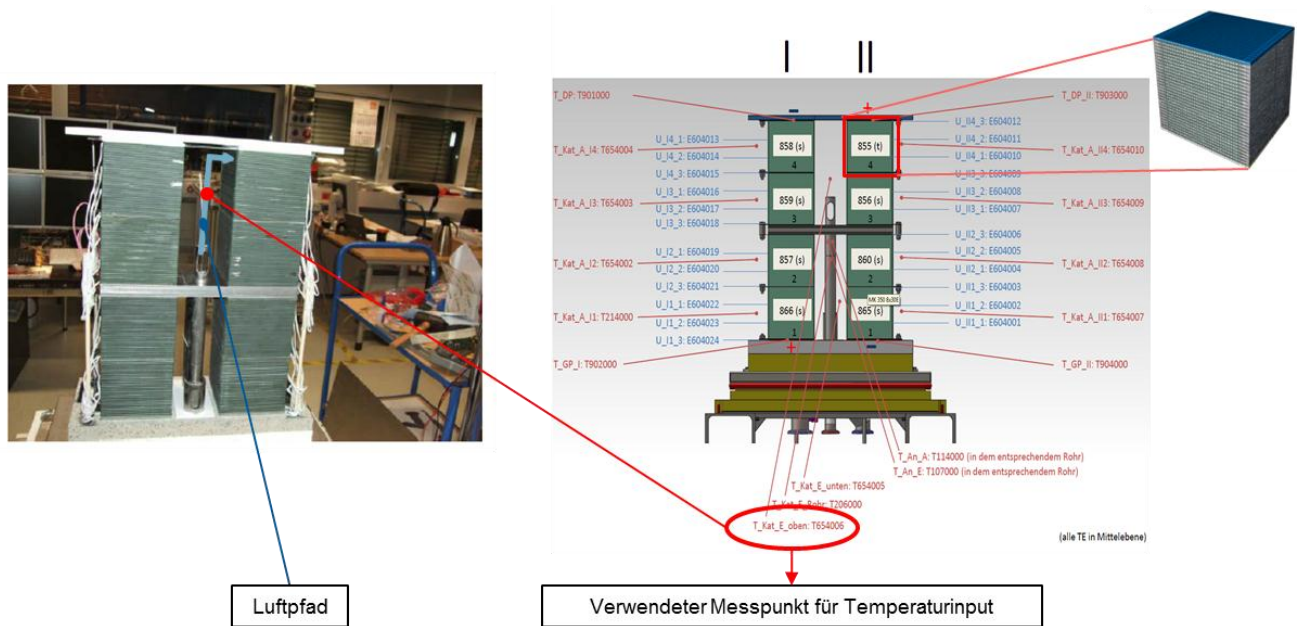 I II
T_DP: T901000
- +
T_DP_II: T903000
U_I4_1: E604013
U_I4_2: E604014
U_I4_3: E604015
T_Kat_A_I4: T654004
858 (s)
4
855 (t)
4
U_II4_3: E604012
U_II4_2: E604011
U_II4_1: E604010
T_Kat_A_II4: T654010
U_I3_1: E604016
U_I3_2: E604017
U_I3_3: E604018
T_Kat_A_I3: T654003
859 (s)
3
856 (s)
3
U_II3_3: E604009
U_II3_2: E604008
U_II3_1: E604007
T_Kat_A_II3: T654009
U_I2_1: E604019
U_I2_2: E604020
U_I2_3: E604021
T_Kat_A_I2: T654002
857 (s)
2
860 (s)
2
U_II2_3: E604006
U_II2_2: E604005
U_II2_1: E604004
T_Kat_A_II2: T654008
U_I1_1: E604022
U_I1_2: E604023
U_I1_3: E604024
T_Kat_A_I1: T214000
866 (s)
1
MK 350 8x30E
865 (s)
1
U_II1_3: E604003
U_II1_2: E604002
U_II1_1: E604001
T_Kat_A_II1: T654007
T_GP_I: T902000
+ -
T_GP_II: T904000
T_An_A: T114000 (in dem entsprechendem Rohr)
T_An_E: T107000 (in dem entsprechendem Rohr)
T_Kat_E_unten: T654005
T_Kat_E_Rohr: T206000
T_Kat_E_oben: T654006
(alle TE in Mittelebene)
Luftpfad
Verwendeter Messpunkt für Temperaturinput